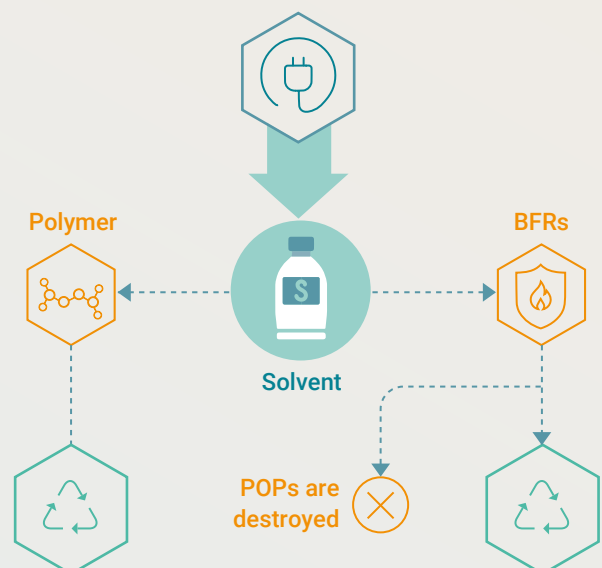 Polymer
BFRs
S
Solvent
POPs are
destroyed